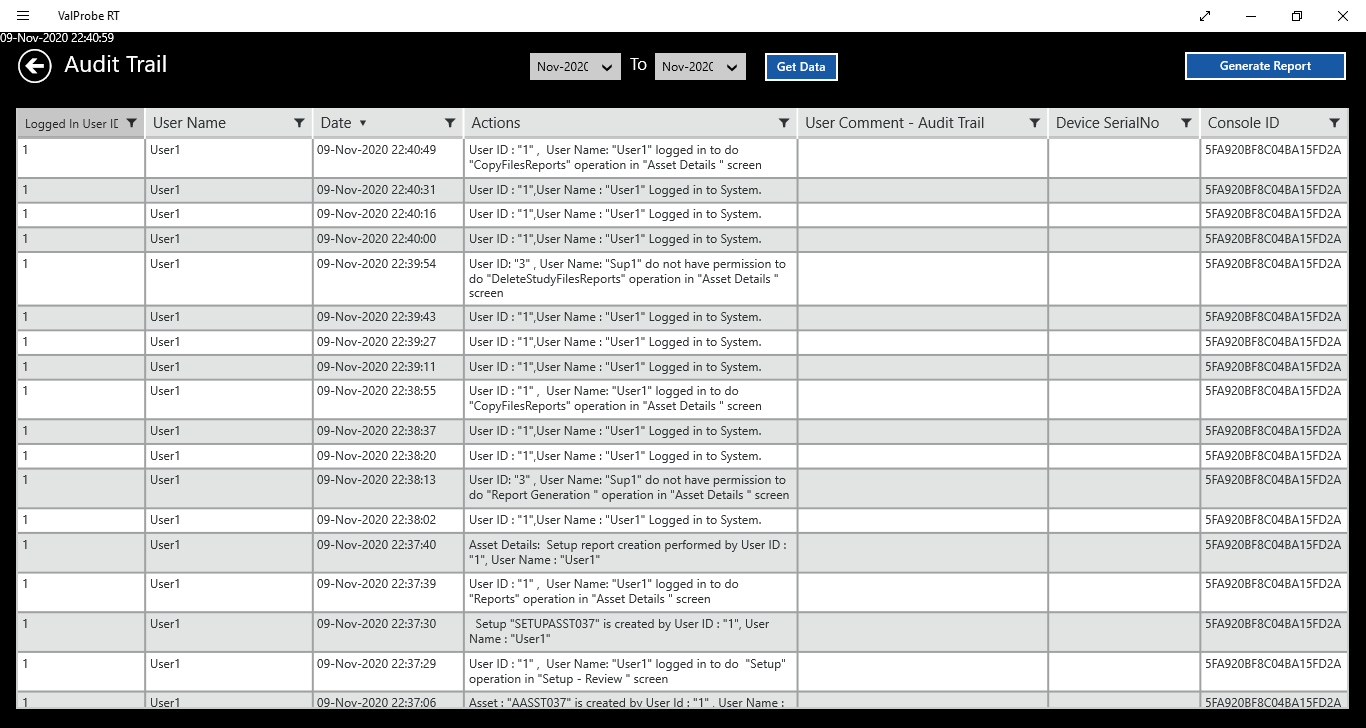 ValProbe RT
09-Nov-2020 22:40:59
Audit Trail
Nov-202 To Nov-202 Get Data Generate Report
Logged In User ID User Name Date Actions User Comment - Audit Trail Device SerialNo Console ID
1 User1 09-Nov-2020 22:40:49 User ID : "1" ,  User Name: "User1" logged in to do 5FA920BF8C04BA15FD2A
"CopyFilesReports" operation in "Asset Details " screen
1 User1 09-Nov-2020 22:40:31 User ID : "1",User Name : "User1" Logged in to System. 5FA920BF8C04BA15FD2A
1 User1 09-Nov-2020 22:40:16 User ID : "1",User Name : "User1" Logged in to System. 5FA920BF8C04BA15FD2A
1 User1 09-Nov-2020 22:40:00 User ID : "1",User Name : "User1" Logged in to System. 5FA920BF8C04BA15FD2A
1 User1 09-Nov-2020 22:39:54 User ID: "3" , User Name: "Sup1" do not have permission to 5FA920BF8C04BA15FD2A
do "DeleteStudyFilesReports" operation in "Asset Details "
screen
1 User1 09-Nov-2020 22:39:43 User ID : "1",User Name : "User1" Logged in to System. 5FA920BF8C04BA15FD2A
1 User1 09-Nov-2020 22:39:27 User ID : "1",User Name : "User1" Logged in to System. 5FA920BF8C04BA15FD2A
1 User1 09-Nov-2020 22:39:11 User ID : "1",User Name : "User1" Logged in to System. 5FA920BF8C04BA15FD2A
1 User1 09-Nov-2020 22:38:55 User ID : "1" ,  User Name: "User1" logged in to do 5FA920BF8C04BA15FD2A
"CopyFilesReports" operation in "Asset Details " screen
1 User1 09-Nov-2020 22:38:37 User ID : "1",User Name : "User1" Logged in to System. 5FA920BF8C04BA15FD2A
1 User1 09-Nov-2020 22:38:20 User ID : "1",User Name : "User1" Logged in to System. 5FA920BF8C04BA15FD2A
1 User1 09-Nov-2020 22:38:13 User ID: "3" , User Name: "Sup1" do not have permission to 5FA920BF8C04BA15FD2A
do "Report Generation " operation in "Asset Details " screen
1 User1 09-Nov-2020 22:38:02 User ID : "1",User Name : "User1" Logged in to System. 5FA920BF8C04BA15FD2A
1 User1 09-Nov-2020 22:37:40 Asset Details:  Setup report creation performed by User ID : 5FA920BF8C04BA15FD2A
"1", User Name : "User1"
1 User1 09-Nov-2020 22:37:39 User ID : "1" ,  User Name: "User1" logged in to do 5FA920BF8C04BA15FD2A
"Reports" operation in "Asset Details " screen
1 User1 09-Nov-2020 22:37:30 Setup "SETUPASST037" is created by User ID : "1", User 5FA920BF8C04BA15FD2A
Name : "User1"
1 User1 09-Nov-2020 22:37:29 User ID : "1" ,  User Name: "User1" logged in to do  "Setup" 5FA920BF8C04BA15FD2A
operation in "Setup - Review " screen
1 User1 09-Nov-2020 22:37:06 Asset : "AASST037" is created by User Id : "1" , User Name : 5FA920BF8C04BA15FD2A